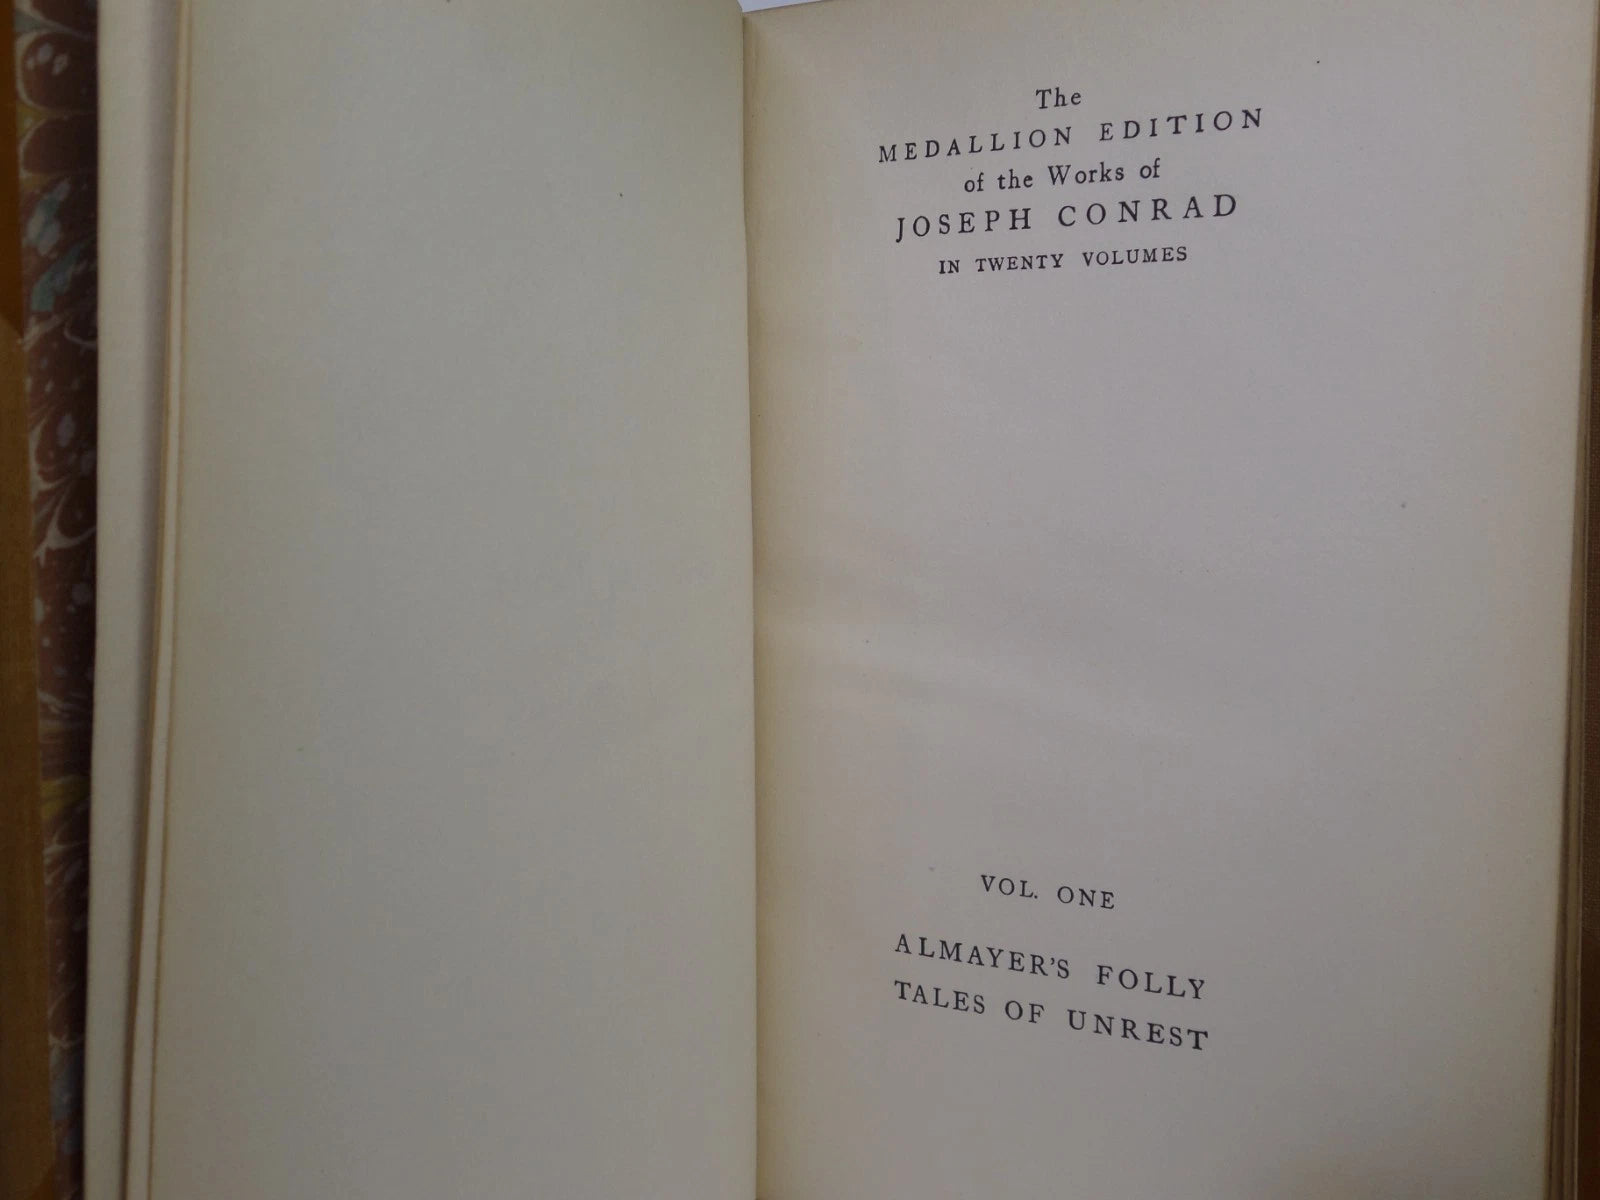 The
MEDALLION EDITION
of the Works of
JOSEPH CONRAD
IN TWENTY VOLUMES
VOL. ONE
ALMAYER'S FOLLY
TALES OF UNREST